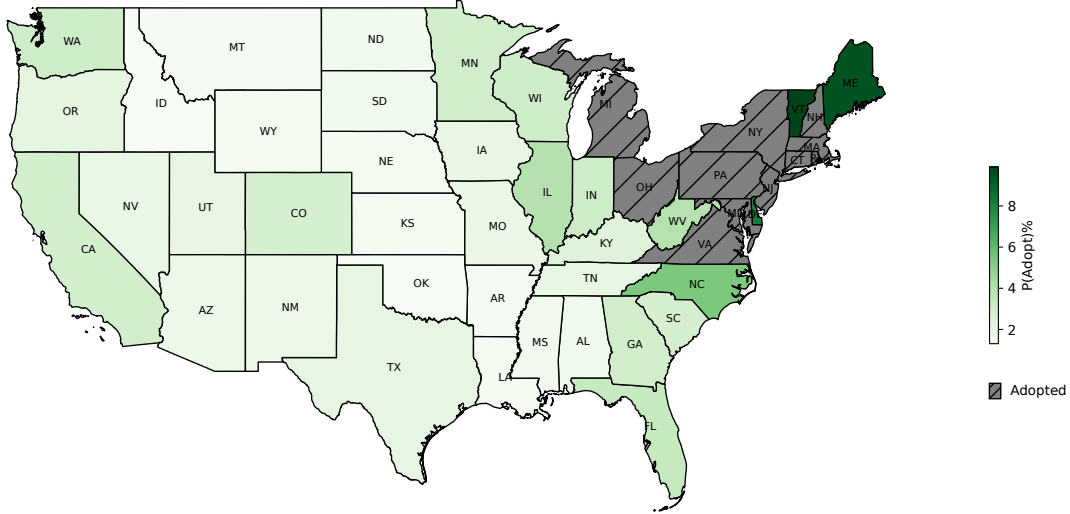 WA
MT
ND
MN
ME
OR
ID
SD
WI
MI
VT
NH
WY
NY
MA
IA
CT
NE
PA
NV
UT
CO
IL
IN
OH
NJ
KS
MO
WV
MD
CA
KY
VA
TN
NC
AZ
NM
OK
AR
SC
MS
AL
GA
TX
LA
FL
8
6
4
2
P(Adopt)%
Adopted